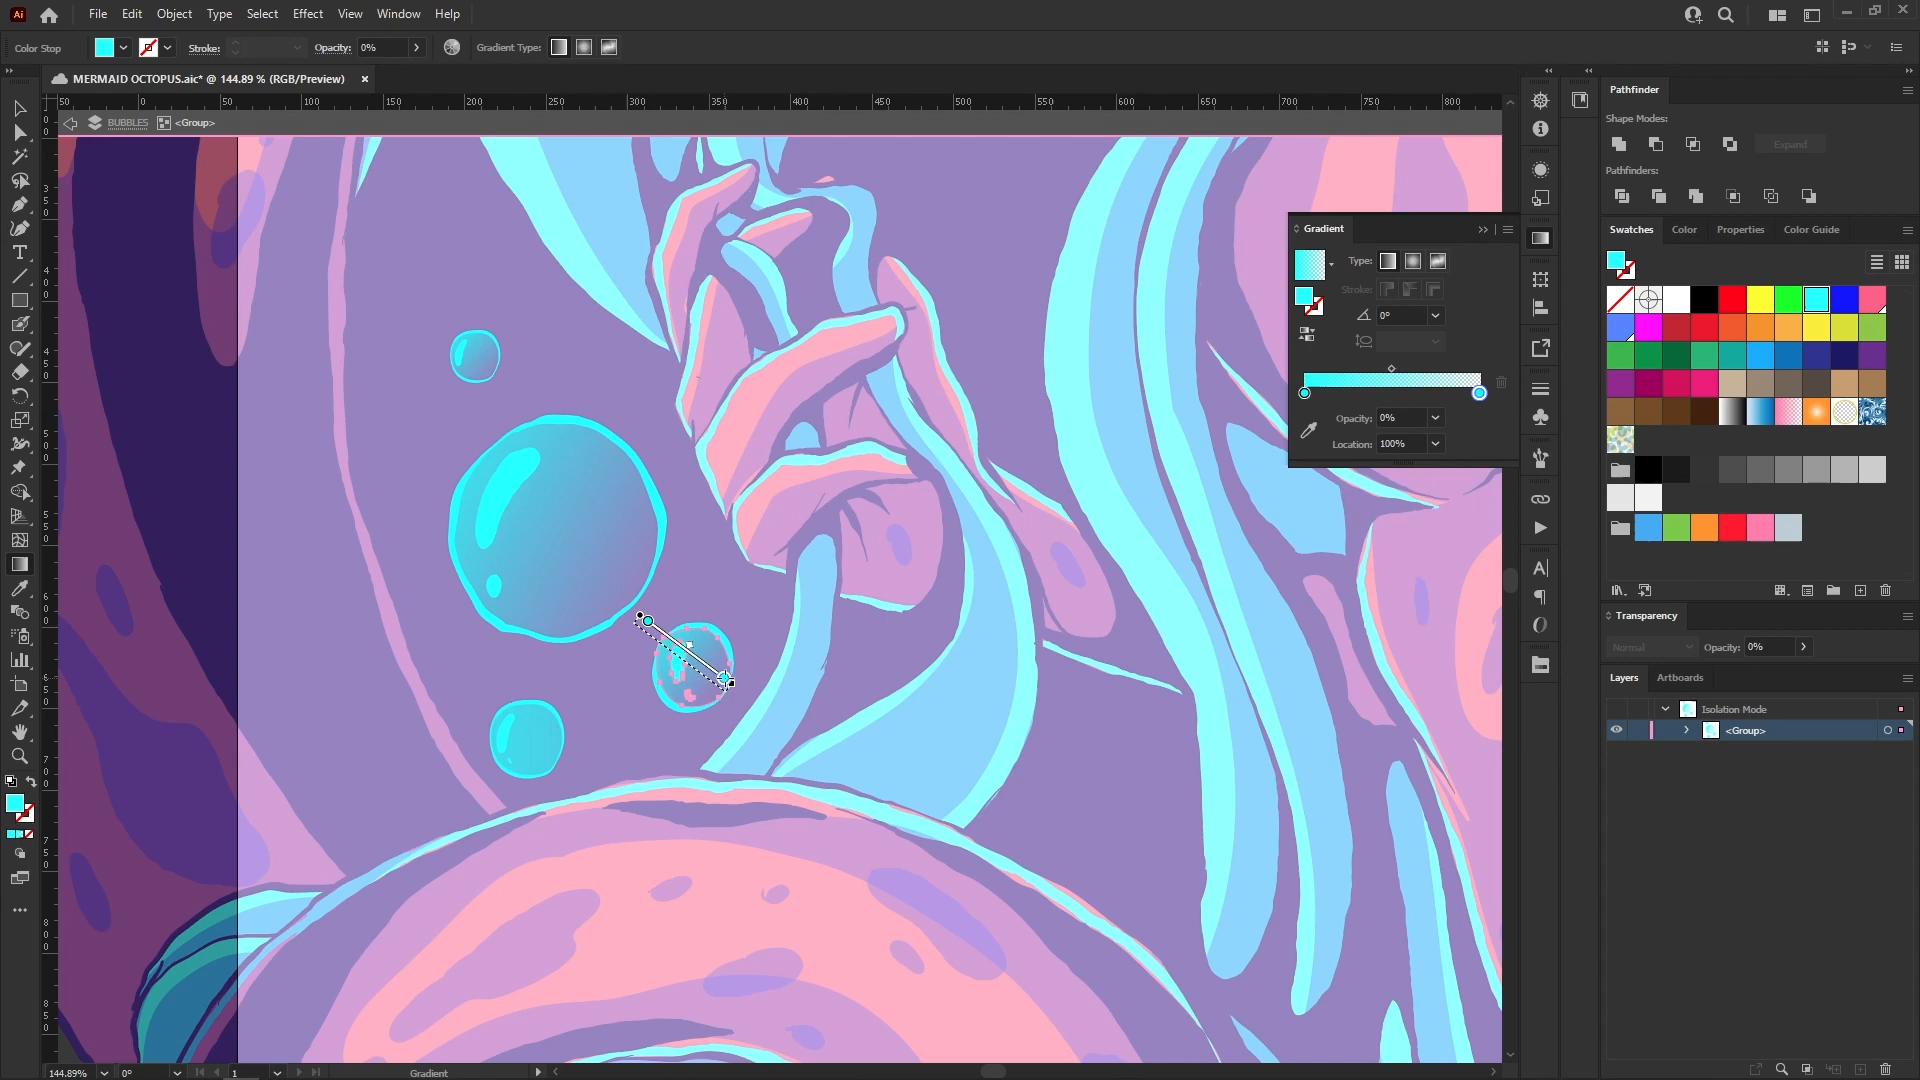 Ai File Edit Object Type Select Effect View Window Help
Color Stop Stroke: Opacity: 0% Gradient Type:
MERMAID OCTOPUS.aic* @ 144.89 % (RGB/Preview) ×
50 0 50 100 150 200 250 300 350 400 450 500 550 600 650 700 750 800
BUBBLES <Group>
Pathfinder
Shape Modes:
Expand
Pathfinders:
Gradient
Type:
Stroke:
0°
Opacity: 0%
Location: 100%
Swatches Color Properties Color Guide
Transparency
Normal Opacity: 0%
Layers Artboards
Isolation Mode
<Group>
144.89% 0° 1 Gradient